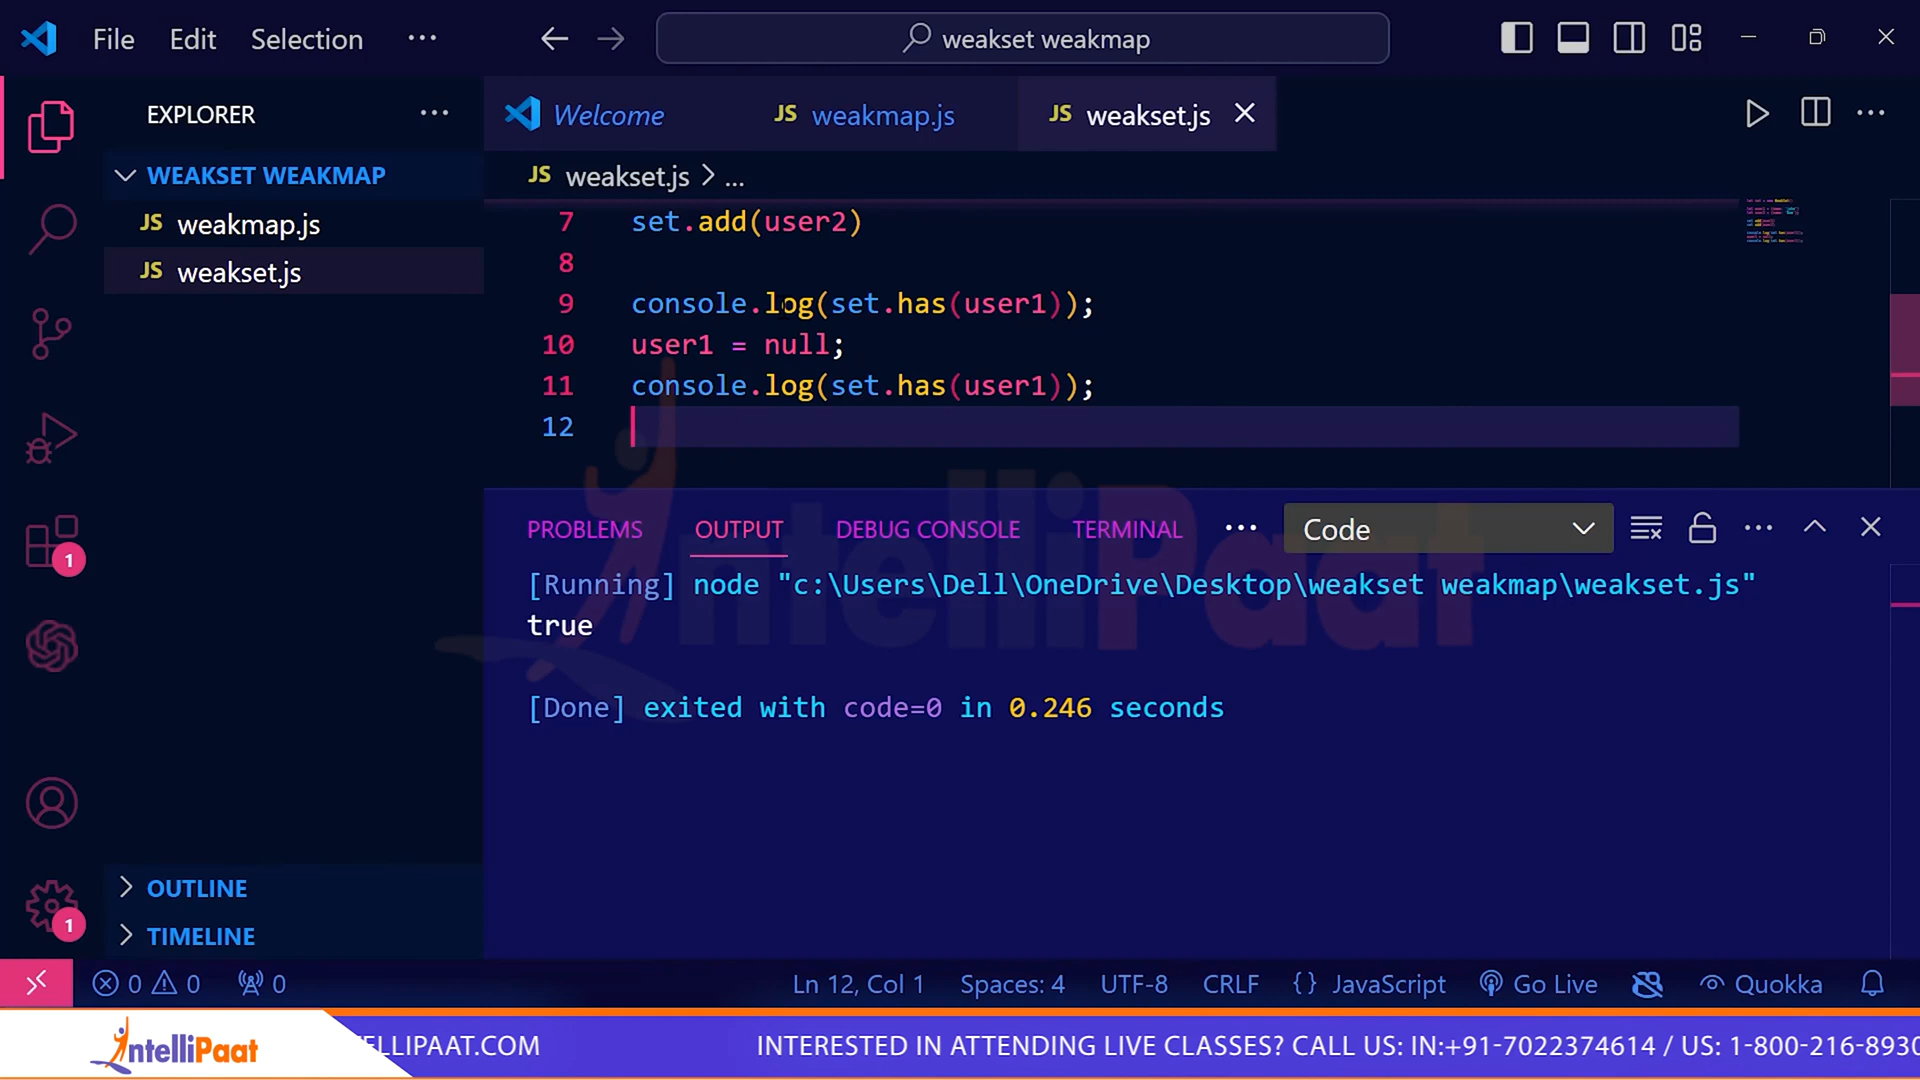 File Edit Selection ···
weakset weakmap
EXPLORER ···
Welcome
JS weakmap.js
JS weakset.js
WEAKSET WEAKMAP
JS weakmap.js
JS weakset.js
JS weakset.js > ...
7 set.add(user2)
8
9 console.log(set.has(user1));
10 user1 = null;
11 console.log(set.has(user1));
12
PROBLEMS OUTPUT DEBUG CONSOLE TERMINAL ··· Code
[Running] node "c:\Users\Dell\OneDrive\Desktop\weakset weakmap\weakset.js"
true
[Done] exited with code=0 in 0.246 seconds
IntelliPaat
1
1
OUTLINE
TIMELINE
0 0 0
Ln 12, Col 1 Spaces: 4 UTF-8 CRLF {} JavaScript Go Live Quokka
IntelliPaat
TELLIPAAT.COM INTERESTED IN ATTENDING LIVE CLASSES? CALL US: IN:+91-7022374614 / US: 1-800-216-8930